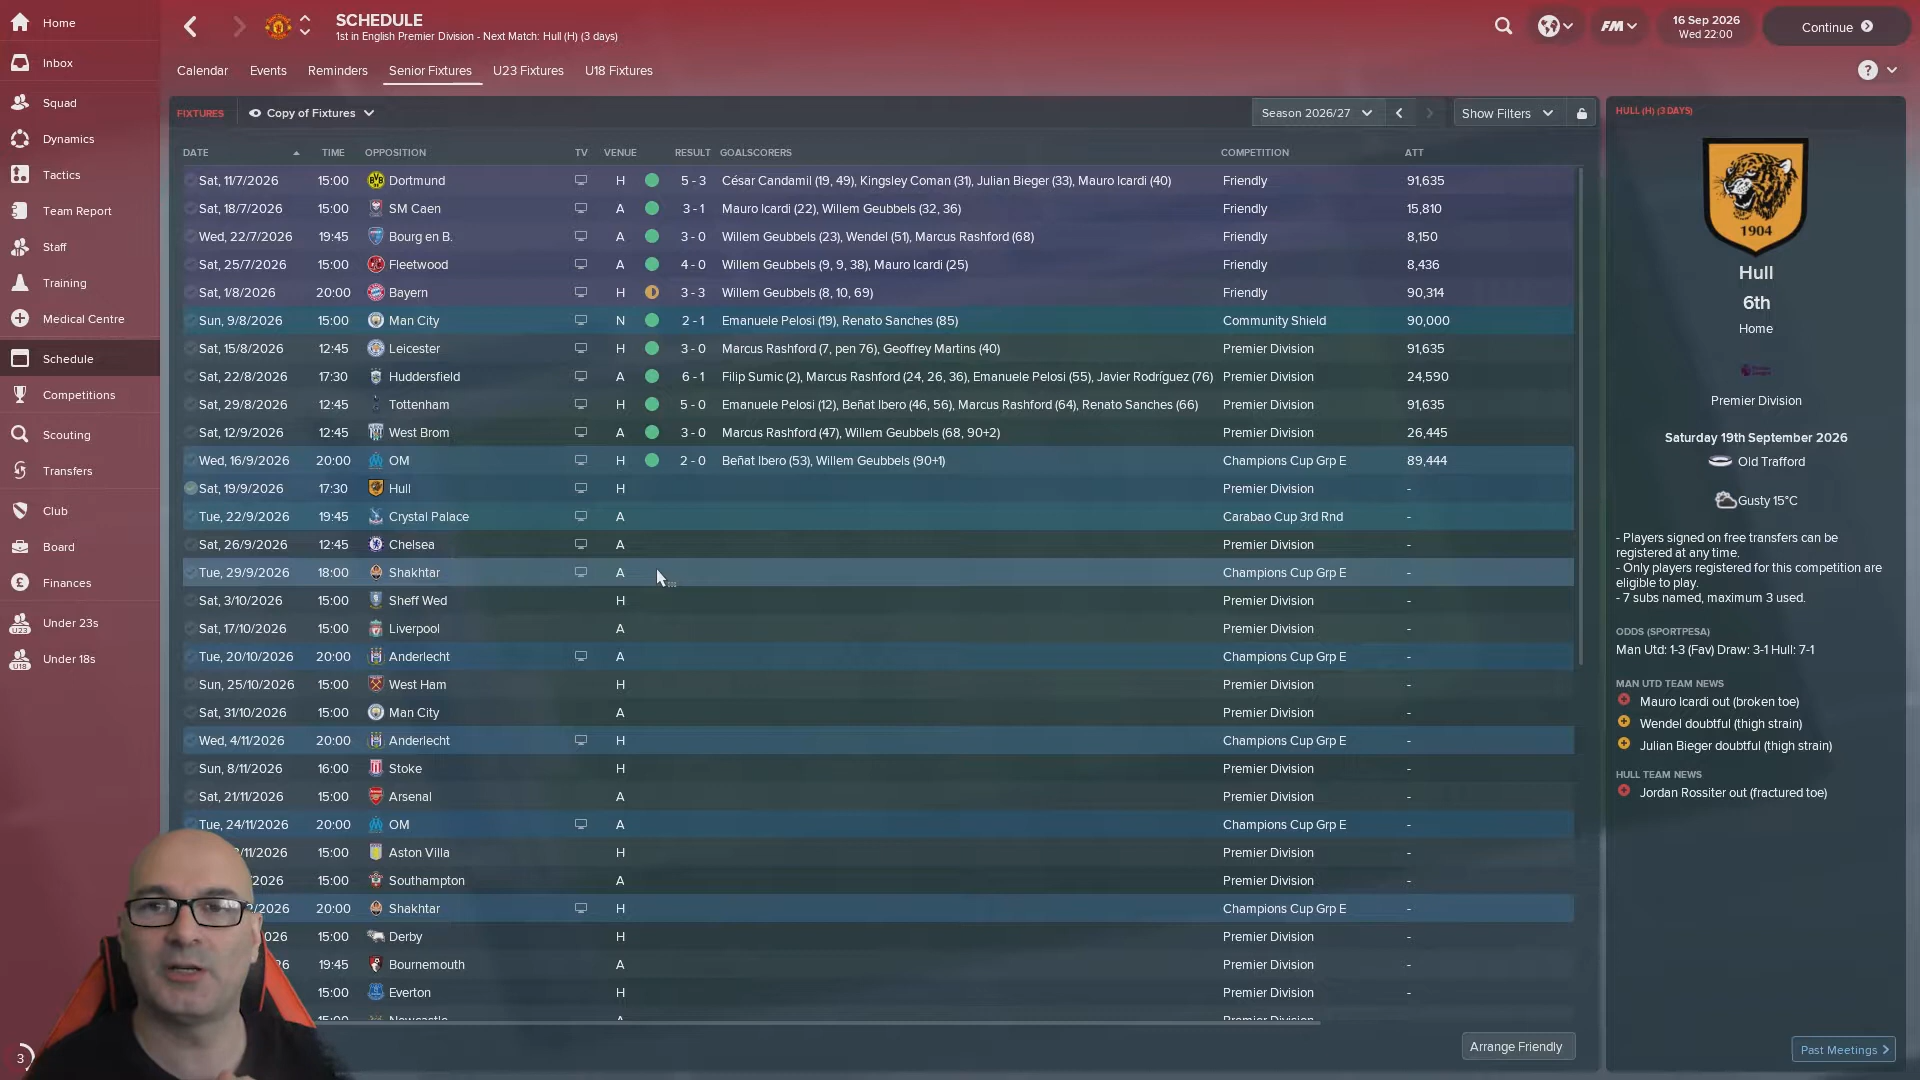 Home
Inbox
Squad
Dynamics
Tactics
Team Report
Staff
Training
Medical Centre
Schedule
Competitions
Scouting
Transfers
Club
Board
Finances
Under 23s
Under 18s
3
SCHEDULE
1st in English Premier Division - Next Match: Hull (H) (3 days)
FM
16 Sep 2026
Wed 22:00
Continue
Calendar Events Reminders Senior Fixtures U23 Fixtures U18 Fixtures
?
FIXTURES Copy of Fixtures Season 2026/27 Show Filters
DATE TIME OPPOSITION TV VENUE RESULT GOALSCORERS COMPETITION ATT
Sat, 11/7/2026 15:00 Dortmund H 5 - 3 César Candamil (19, 49), Kingsley Coman (31), Julian Bieger (33), Mauro Icardi (40) Friendly 91,635
Sat, 18/7/2026 15:00 SM Caen A 3 - 1 Mauro Icardi (22), Willem Geubbels (32, 36) Friendly 15,810
Wed, 22/7/2026 19:45 Bourg en B. A 3 - 0 Willem Geubbels (23), Wendel (51), Marcus Rashford (68) Friendly 8,150
Sat, 25/7/2026 15:00 Fleetwood A 4 - 0 Willem Geubbels (9, 9, 38), Mauro Icardi (25) Friendly 8,436
Sat, 1/8/2026 20:00 Bayern H 3 - 3 Willem Geubbels (8, 10, 69) Friendly 90,314
Sun, 9/8/2026 15:00 Man City N 2 - 1 Emanuele Pelosi (19), Renato Sanches (85) Community Shield 90,000
Sat, 15/8/2026 12:45 Leicester H 3 - 0 Marcus Rashford (7, pen 76), Geoffrey Martins (40) Premier Division 91,635
Sat, 22/8/2026 17:30 Huddersfield A 6 - 1 Filip Sumic (2), Marcus Rashford (24, 26, 36), Emanuele Pelosi (55), Javier Rodríguez (76) Premier Division 24,590
Sat, 29/8/2026 12:45 Tottenham H 5 - 0 Emanuele Pelosi (12), Beñat Ibero (46, 56), Marcus Rashford (64), Renato Sanches (66) Premier Division 91,635
Sat, 12/9/2026 12:45 West Brom A 3 - 0 Marcus Rashford (47), Willem Geubbels (68, 90+2) Premier Division 26,445
Wed, 16/9/2026 20:00 OM H 2 - 0 Beñat Ibero (53), Willem Geubbels (90+1) Champions Cup Grp E 89,444
Sat, 19/9/2026 17:30 Hull H Premier Division -
Tue, 22/9/2026 19:45 Crystal Palace A Carabao Cup 3rd Rnd -
Sat, 26/9/2026 12:45 Chelsea A Premier Division -
Tue, 29/9/2026 18:00 Shakhtar A Champions Cup Grp E -
Sat, 3/10/2026 15:00 Sheff Wed H Premier Division -
Sat, 17/10/2026 15:00 Liverpool A Premier Division -
Tue, 20/10/2026 20:00 Anderlecht A Champions Cup Grp E -
Sun, 25/10/2026 15:00 West Ham H Premier Division -
Sat, 31/10/2026 15:00 Man City A Premier Division -
Wed, 4/11/2026 20:00 Anderlecht H Champions Cup Grp E -
Sun, 8/11/2026 16:00 Stoke H Premier Division -
Sat, 21/11/2026 15:00 Arsenal A Premier Division -
Tue, 24/11/2026 20:00 OM A Champions Cup Grp E -
/11/2026 15:00 Aston Villa H Premier Division -
/2026 15:00 Southampton A Premier Division -
/2026 20:00 Shakhtar H Champions Cup Grp E -
026 15:00 Derby H Premier Division -
26 19:45 Bournemouth A Premier Division -
15:00 Everton H Premier Division -
15:00 Newcastle A Premier Division
Arrange Friendly
HULL (H) (3 DAYS)
1904
Hull
6th
Home
Premier Division
Saturday 19th September 2026
Old Trafford
Gusty 15°C
- Players signed on free transfers can be
registered at any time.
- Only players registered for this competition are
eligible to play.
- 7 subs named, maximum 3 used.
ODDS (SPORTPESA)
Man Utd: 1-3 (Fav) Draw: 3-1 Hull: 7-1
MAN UTD TEAM NEWS
Mauro Icardi out (broken toe)
Wendel doubtful (thigh strain)
Julian Bieger doubtful (thigh strain)
HULL TEAM NEWS
Jordan Rossiter out (fractured toe)
Past Meetings